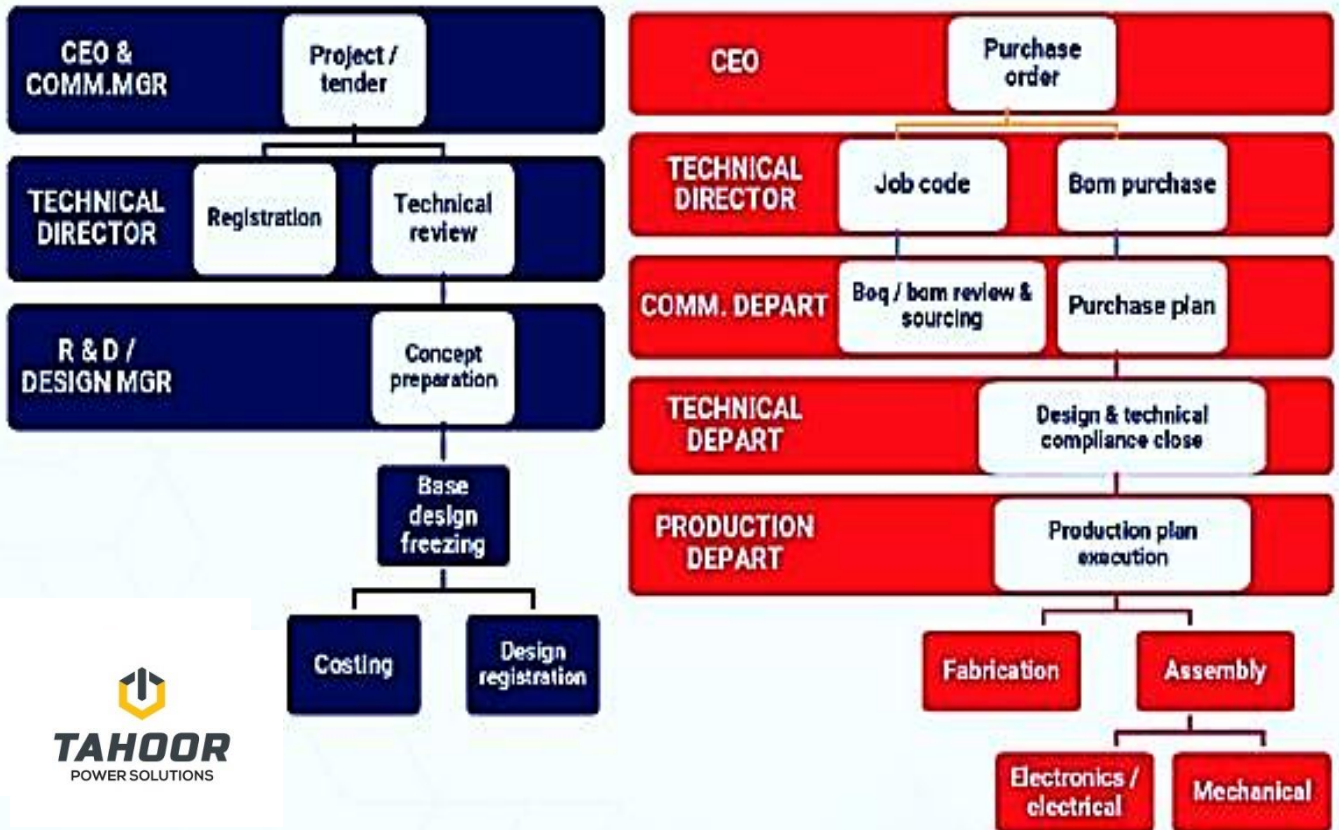 CEO &
COMM.MGR
Project /
tender
TECHNICAL
DIRECTOR
Registration
Technical
review
R & D /
DESIGN MGR
Concept
preparation
Base
design
freezing
Costing
Design
registration
TAHOOR
POWER SOLUTIONS
CEO
Purchase
order
TECHNICAL
DIRECTOR
Job code
Bom purchase
COMM. DEPART
Boq / bom review &
sourcing
Purchase plan
TECHNICAL
DEPART
Design & technical
compliance close
PRODUCTION
DEPART
Production plan
execution
Fabrication
Assembly
Electronics /
electrical
Mechanical